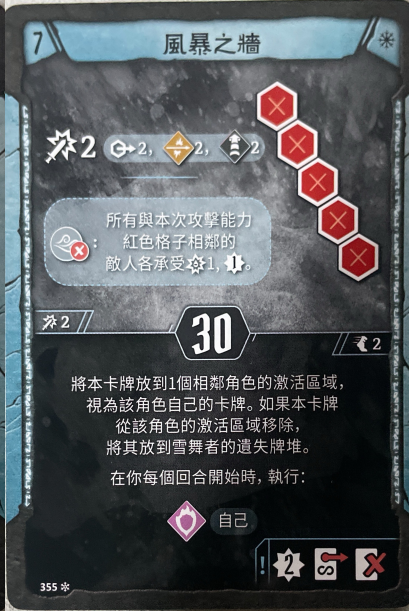 7 風暴之牆
2 2, 2, 2
所有與本次攻擊能力
: 紅色格子相鄰的
敵人各承受1, 。
2
30
2
將本卡牌放到1個相鄰角色的激活區域,
視為該角色自己的卡牌。如果本卡牌
從該角色的激活區域移除,
將其放到雪舞者的遺失牌堆。
在你每個回合開始時, 執行:
自己
! 2
355